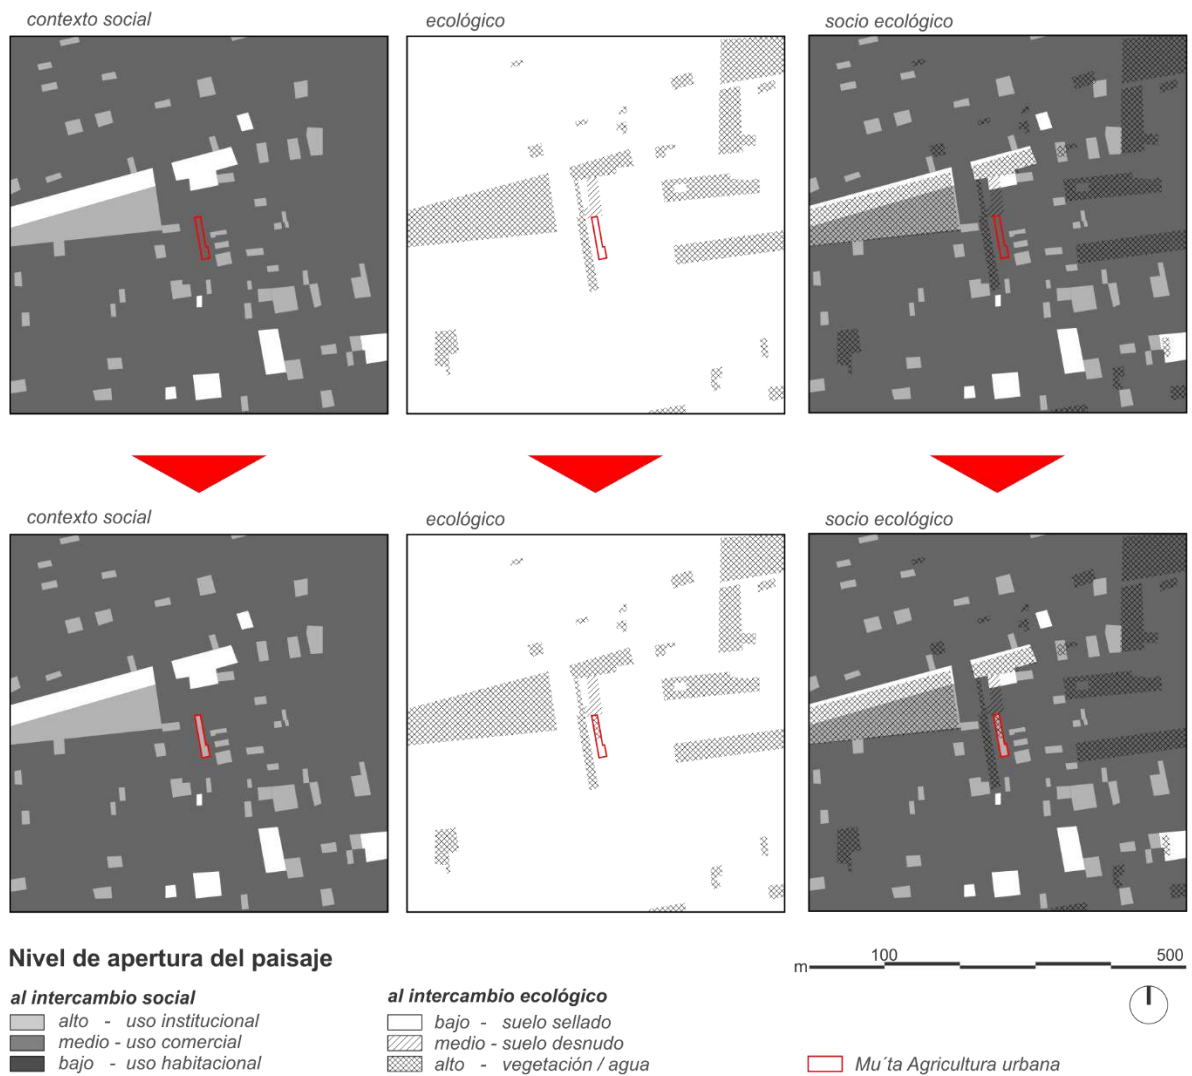 contexto social
ecológico
socio ecológico
contexto social
ecológico
socio ecológico
Nivel de apertura del paisaje
al intercambio social
alto - uso institucional
medio - uso comercial
bajo - uso habitacional
al intercambio ecológico
bajo - suelo sellado
medio - suelo desnudo
alto - vegetación / agua
m 100 500
Mu´ta Agricultura urbana